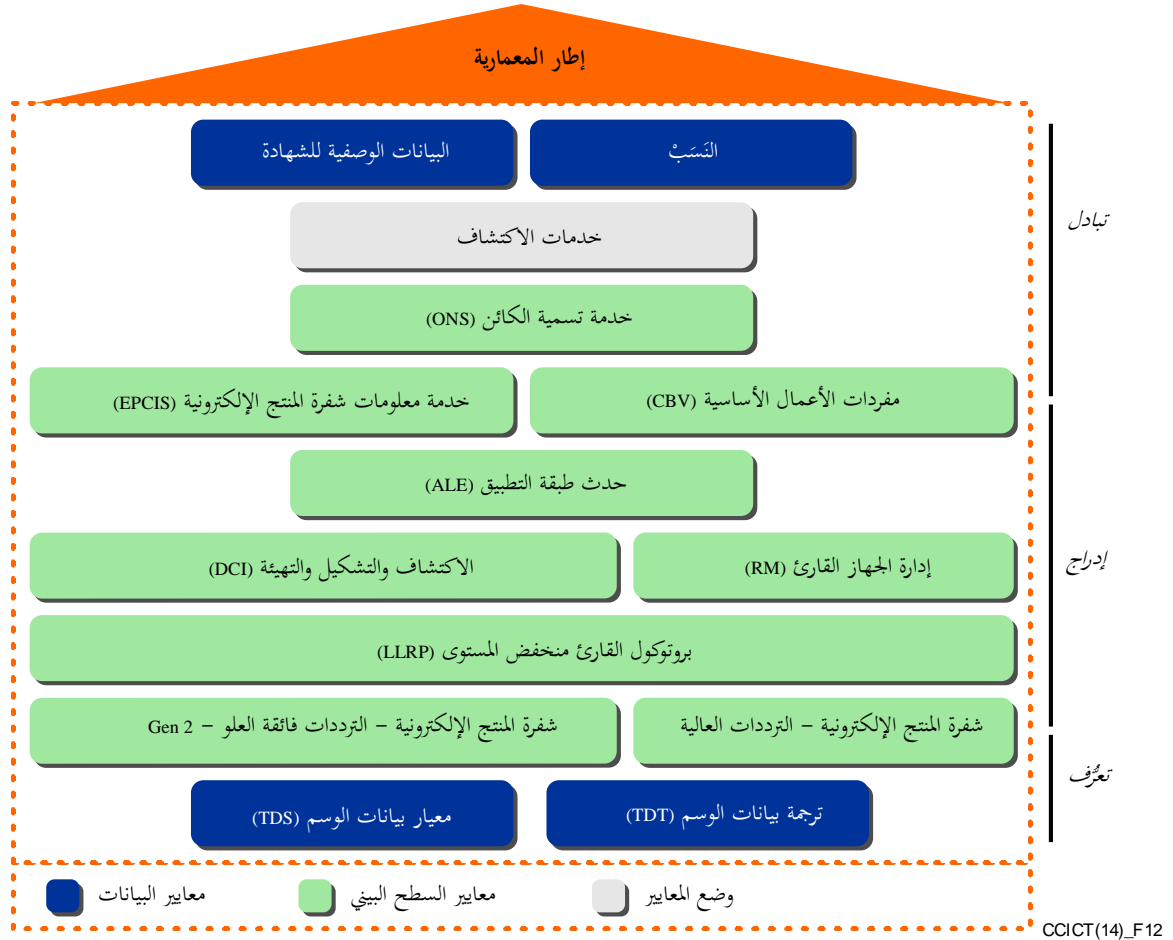 إطار المعمارية
النَسَبْ
البيانات الوصفية للشهادة
خدمات الاكتشاف
خدمة تسمية الكائن (ONS)
مفردات الأعمال الأساسية (CBV)
خدمة معلومات شفرة المنتج الإلكترونية (EPCIS)
حدث طبقة التطبيق (ALE)
إدارة الجهاز القارئ (RM)
الاكتشاف والتشكيل والتهيئة (DCI)
بروتوكول القارئ منخفض المستوى (LLRP)
شفرة المنتج الإلكترونية – الترددات العالية
شفرة المنتج الإلكترونية – الترددات فائقة العلو – Gen 2
ترجمة بيانات الوسم (TDT)
معيار بيانات الوسم (TDS)
تبادل
إدراج
تعرُّف
وضع المعايير
معايير السطح البيني
معايير البيانات
CCICT(14)_F12